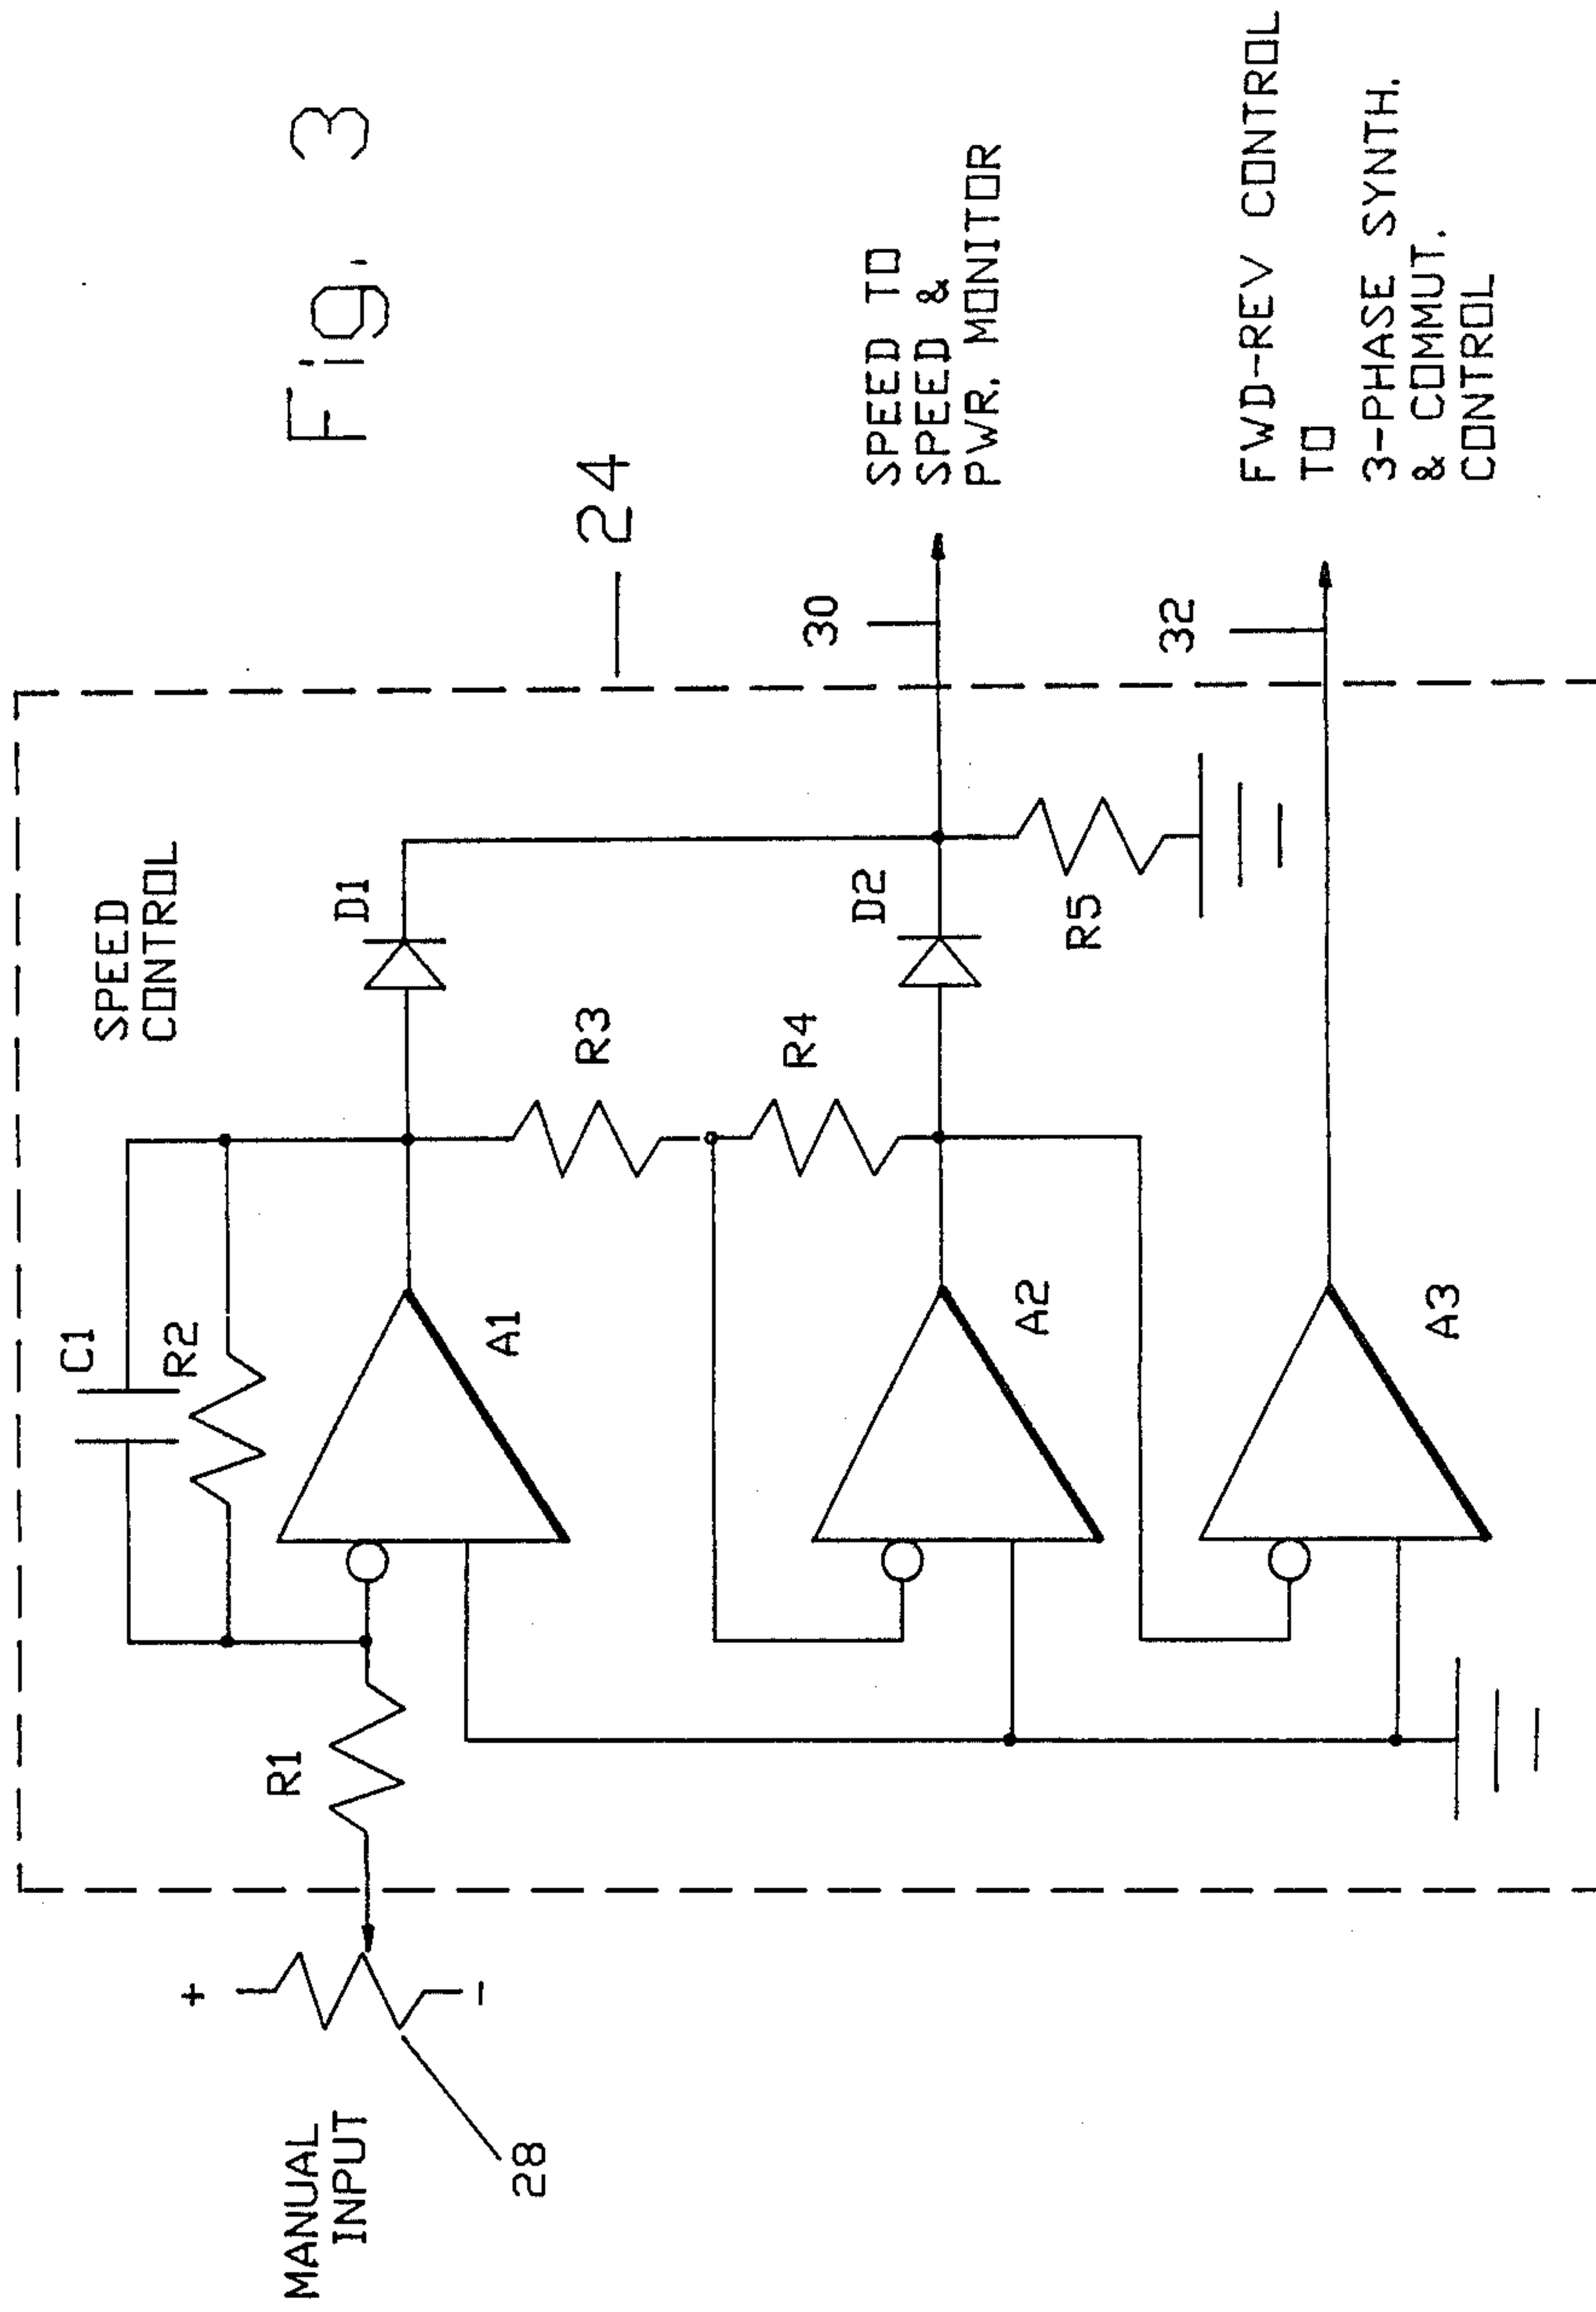 Fig. 3
SPEED
CONTROL
24
C1
R2
R1
A1
D1
R3
R4
D2
A2
R5
A3
+
-
MANUAL
INPUT
28
30
SPEED TO
SPEED &
PWR. MONITOR
32
FWD-REV CONTROL
TO
3-PHASE SYNTH.
& COMMUT.
CONTROL